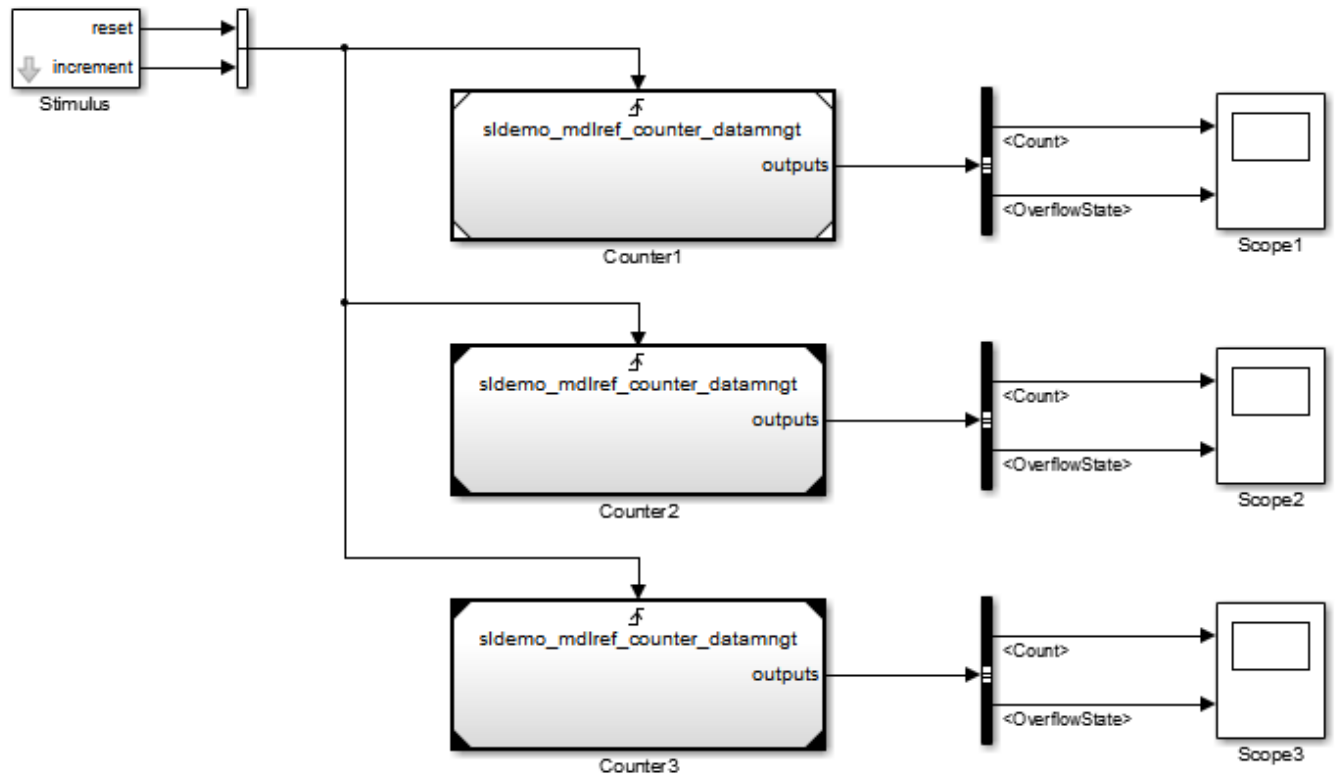 reset
increment
Stimulus
sldemo_mdlref_counter_datamngt
outputs
Counter1
<Count>
<OverflowState>
Scope1
sldemo_mdlref_counter_datamngt
outputs
Counter2
<Count>
<OverflowState>
Scope2
sldemo_mdlref_counter_datamngt
outputs
Counter3
<Count>
<OverflowState>
Scope3